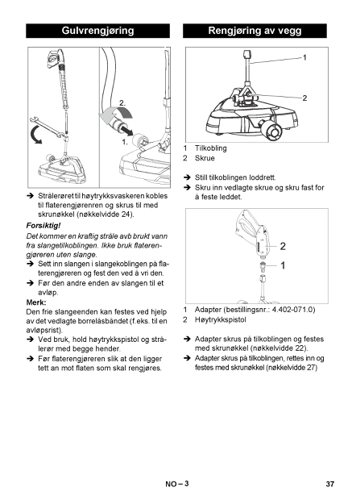 Gulvrengjøring
2.
1.
➔ Strålerøret til høytrykksvaskeren kobles
til flaterengjørenren og skrus til med
skrunøkkel (nøkkelvidde 24).
Forsiktig!
Det kommer en kraftig stråle avb brukt vann
fra slangetilkoblingen. Ikke bruk flateren-
gjøreren uten slange.
➔ Sett inn slangen i slangekoblingen på fla-
terengjøreren og fest den ved å vri den.
➔ Før den andre enden av slangen til et
avløp.
Merk:
Den frie slangeenden kan festes ved hjelp
av det vedlagte borrelåsbåndet (f.eks. til en
avløpsrist).
➔ Ved bruk, hold høytrykkspistol og strå-
lerør med begge hender.
➔ Før flaterengjøreren slik at den ligger
tett an mot flaten som skal rengjøres.
Rengjøring av vegg
1
2
1 Tilkobling
2 Skrue
➔ Still tilkoblingen loddrett.
➔ Skru inn vedlagte skrue og skru fast for
å feste leddet.
2
1
1 Adapter (bestillingsnr.: 4.402-071.0)
2 Høytrykkspistol
➔ Adapter skrus på tilkoblingen og festes
med skrunøkkel (nøkkelvidde 22).
➔ Adapter skrus på tilkoblingen, rettes inn og
festes med skrunøkkel (nøkkelvidde 27)
NO – 3
37